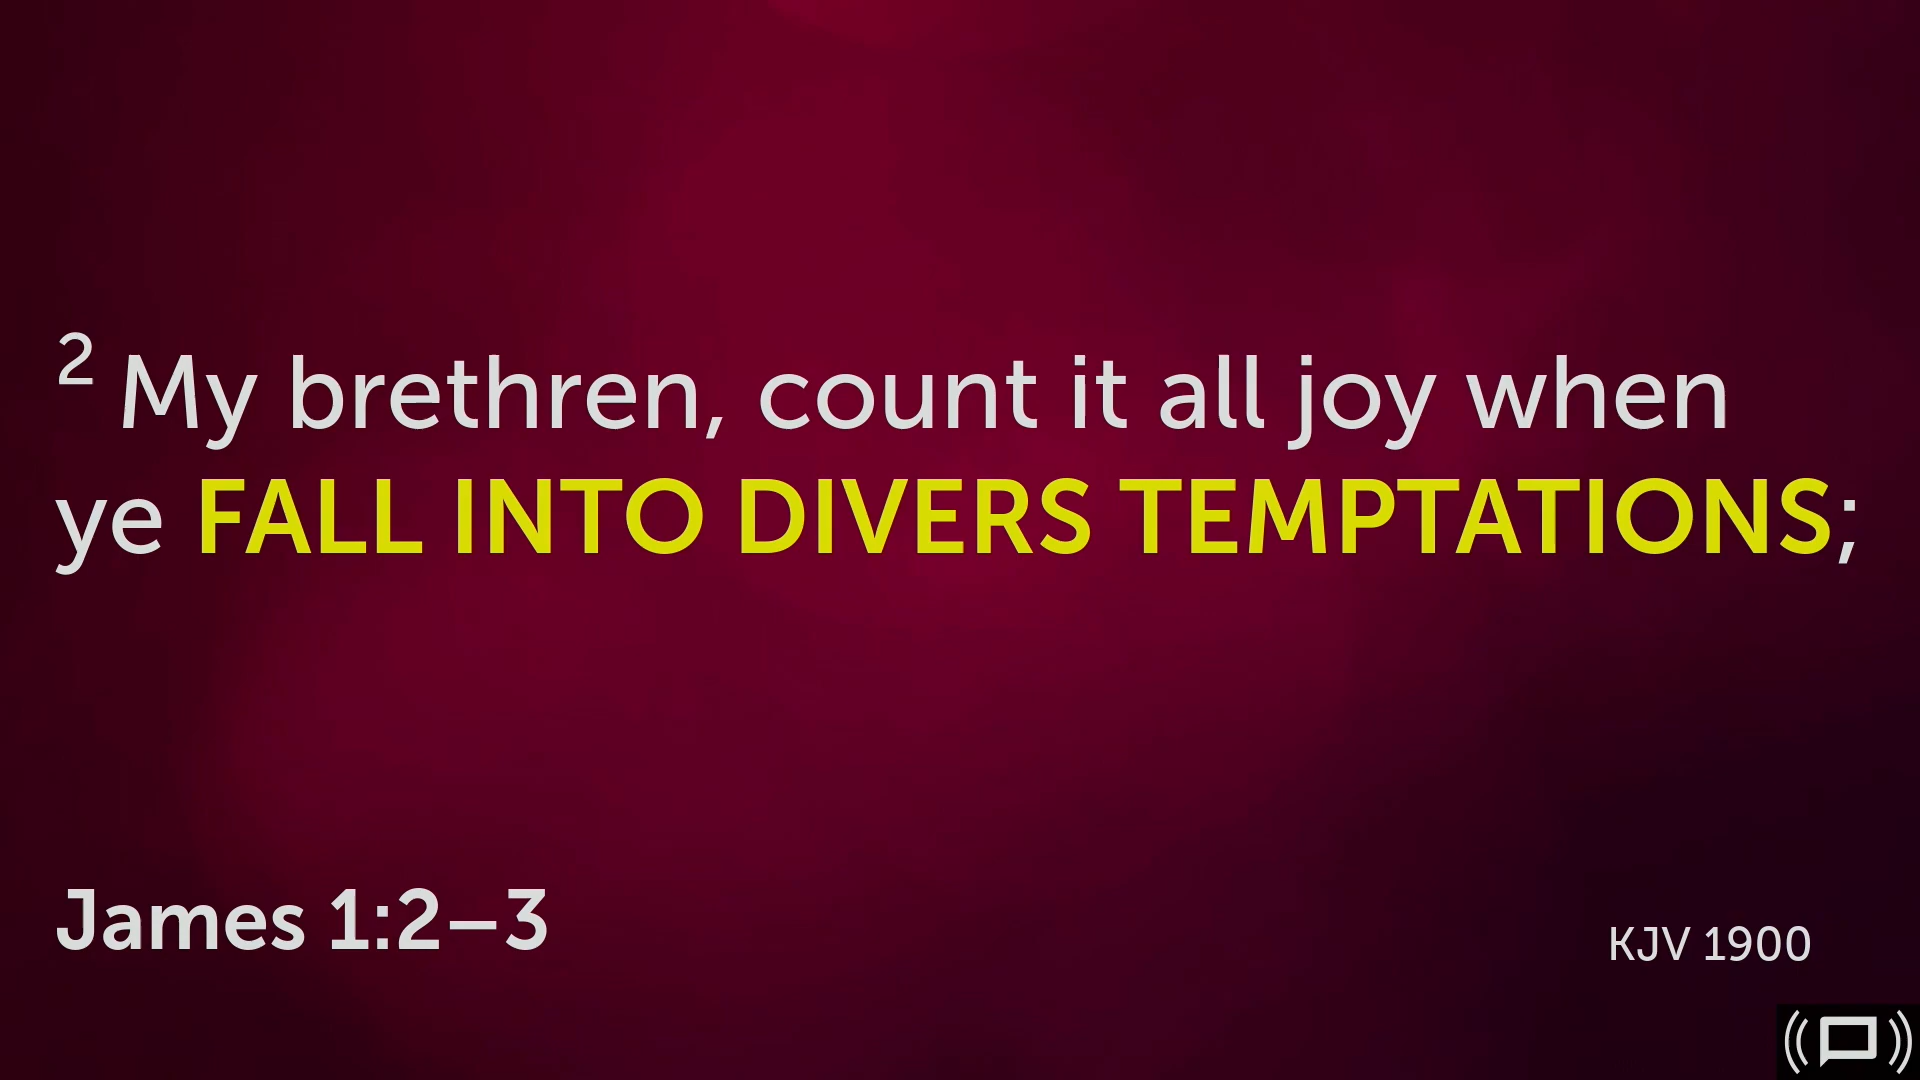 2 My brethren, count it all joy when
ye FALL INTO DIVERS TEMPTATIONS;
James 1:2–3
KJV 1900